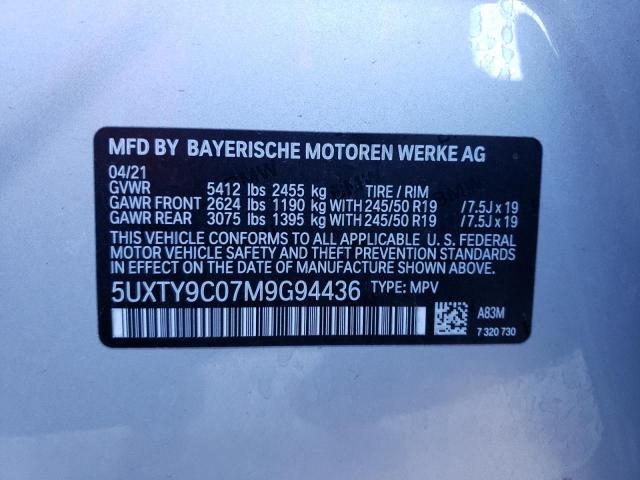 MFD BY BAYERISCHE MOTOREN WERKE AG
04/21
GVWR 5412 lbs 2455 kg TIRE / RIM
GAWR FRONT 2624 lbs 1190 kg WITH 245/50 R19 /7.5J x 19
GAWR REAR 3075 lbs 1395 kg WITH 245/50 R19 /7.5J x 19
THIS VEHICLE CONFORMS TO ALL APPLICABLE U. S. FEDERAL
MOTOR VEHICLE SAFETY AND THEFT PREVENTION STANDARDS
IN EFFECT ON THE DATE OF MANUFACTURE SHOWN ABOVE.
5UXTY9C07M9G94436 TYPE: MPV
A83M
7 320 730